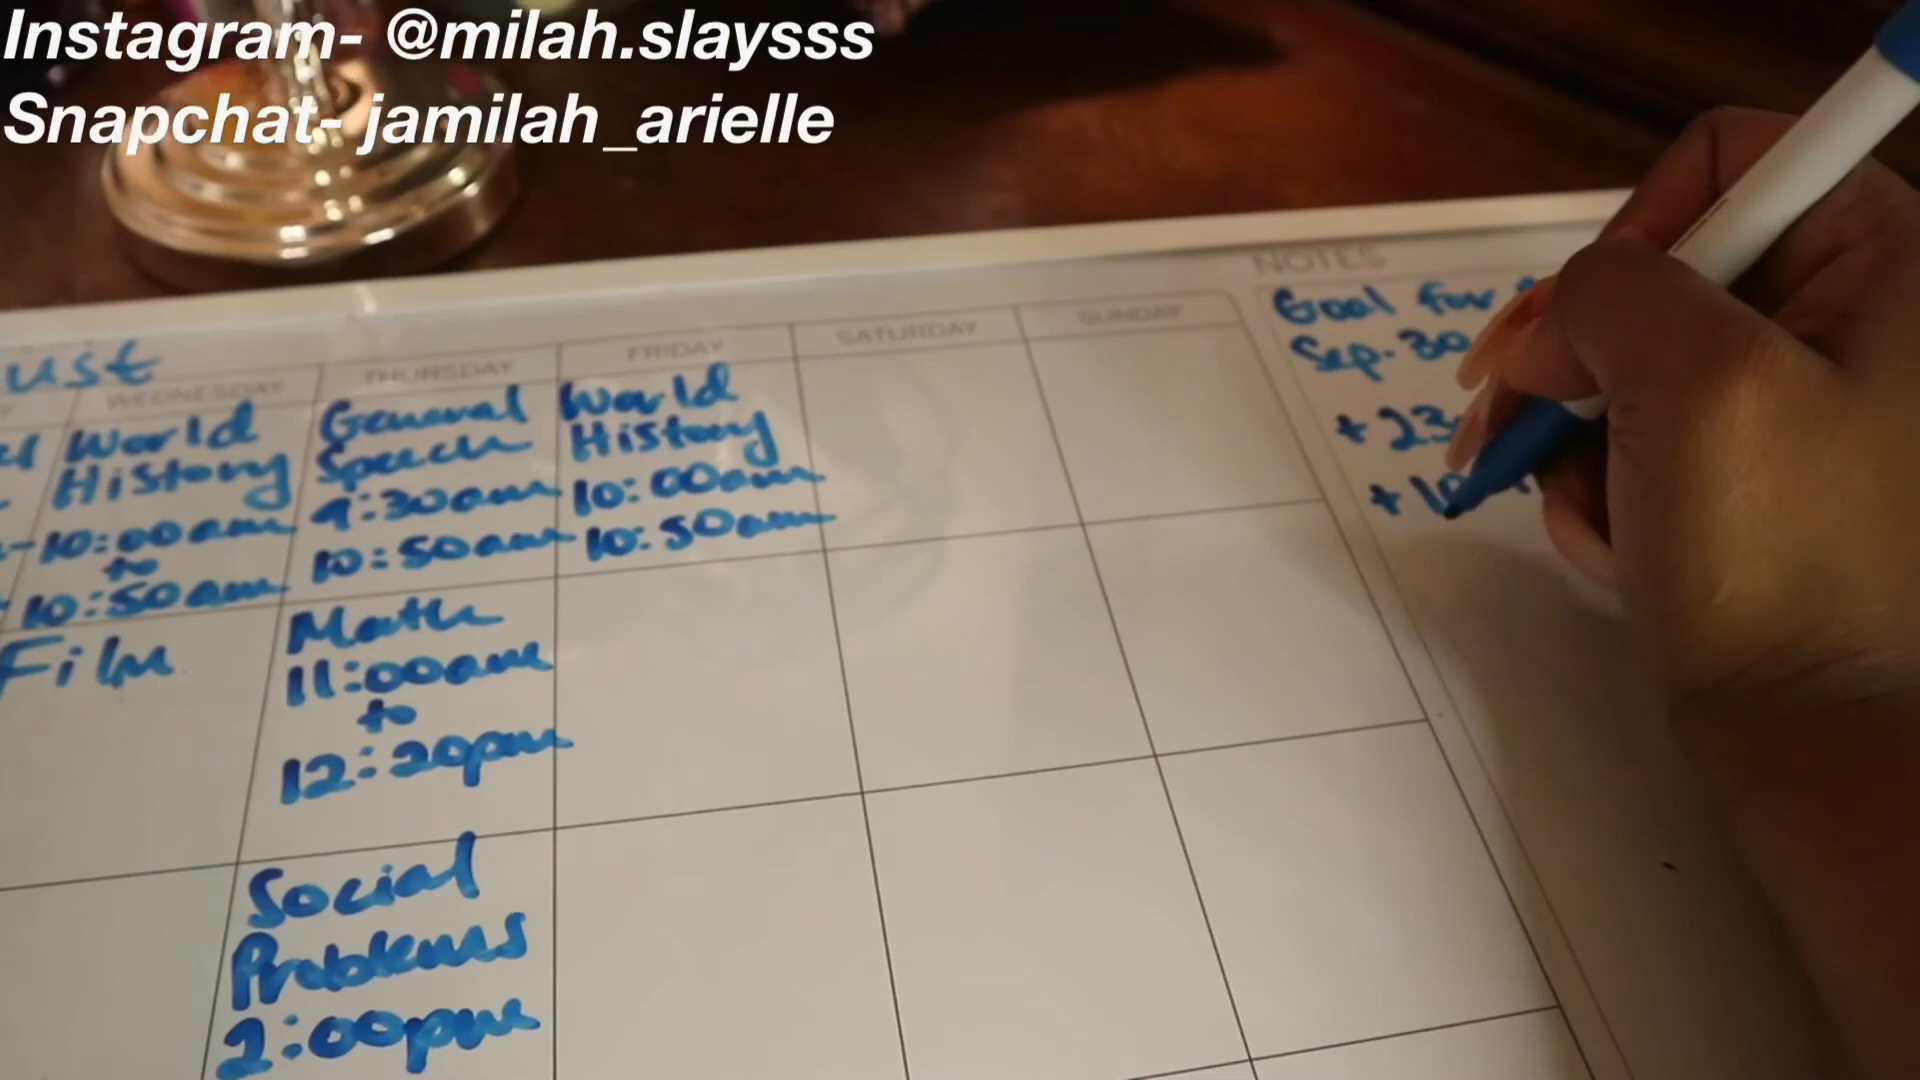 Instagram- @milah.slaysss
Snapchat- jamilah_arielle
NOTES
Goal for
Sep. 30
+ 23
ust
WEDNESDAY
THURSDAY
FRIDAY
SATURDAY
SUNDAY
World
History
10:00am
to
10:50am
General
Speech
9:30am
10:50am
World
History
10:00am
10:50am
Film
Math
11:00am
to
12:20pm
Social
Problems
2:00pm